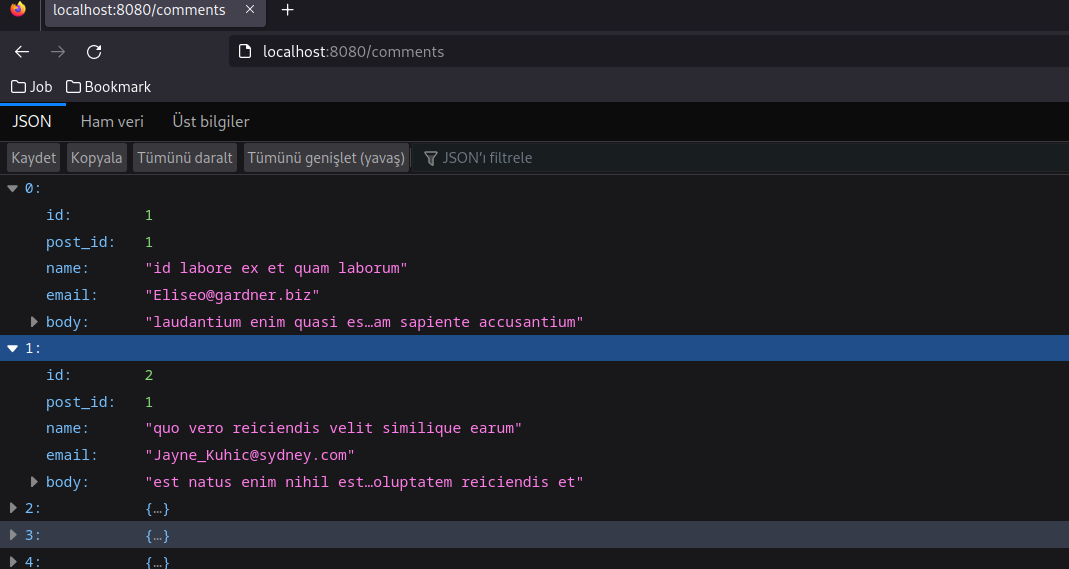 localhost:8080/comments × +
localhost:8080/comments
Job Bookmark
JSON Ham veri Üst bilgiler
Kaydet Kopyala Tümünü daralt Tümünü genişlet (yavaş) JSON'ı filtrele
0:
id: 1
post_id: 1
name: "id labore ex et quam laborum"
email: "Eliseo@gardner.biz"
body: "laudantium enim quasi es…am sapiente accusantium"
1:
id: 2
post_id: 1
name: "quo vero reiciendis velit similique earum"
email: "Jayne_Kuhic@sydney.com"
body: "est natus enim nihil est…oluptatem reiciendis et"
2: {…}
3: {…}
4: {…}